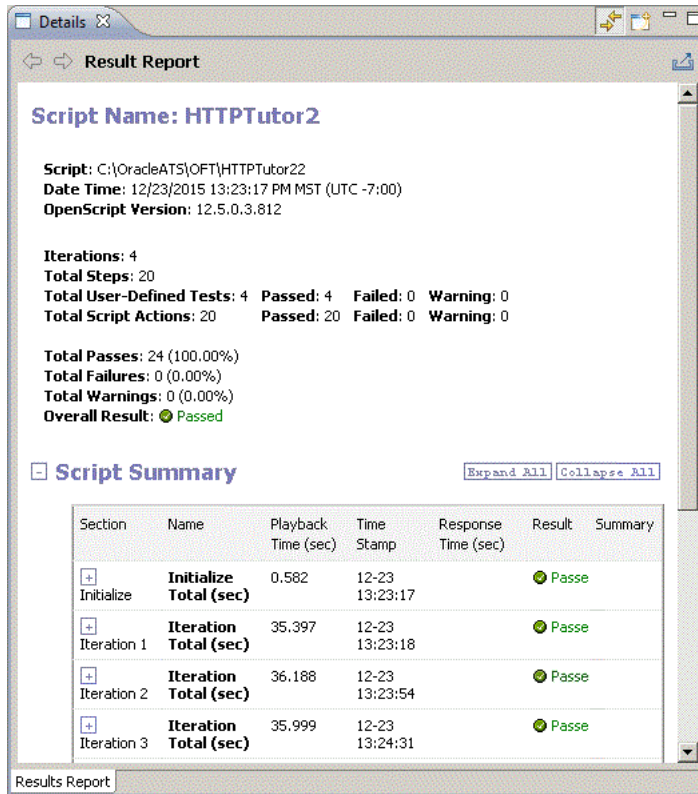 Details
Result Report
Script Name: HTTPTutor2
Script: C:\OracleATS\OFT\HTTPTutor22
Date Time: 12/23/2015 13:23:17 PM MST (UTC -7:00)
OpenScript Version: 12.5.0.3.812
Iterations: 4
Total Steps: 20
Total User-Defined Tests: 4 Passed: 4 Failed: 0 Warning: 0
Total Script Actions: 20 Passed: 20 Failed: 0 Warning: 0
Total Passes: 24 (100.00%)
Total Failures: 0 (0.00%)
Total Warnings: 0 (0.00%)
Overall Result: Passed
Script Summary Expand All Collapse All
Section Name Playback Time Response Result Summary
Time (sec) Stamp Time (sec)
Initialize 0.582 12-23 Passe
Initialize Total (sec) 13:23:17
Iteration 35.397 12-23 Passe
Iteration 1 Total (sec) 13:23:18
Iteration 36.188 12-23 Passe
Iteration 2 Total (sec) 13:23:54
Iteration 35.999 12-23 Passe
Iteration 3 Total (sec) 13:24:31
Results Report